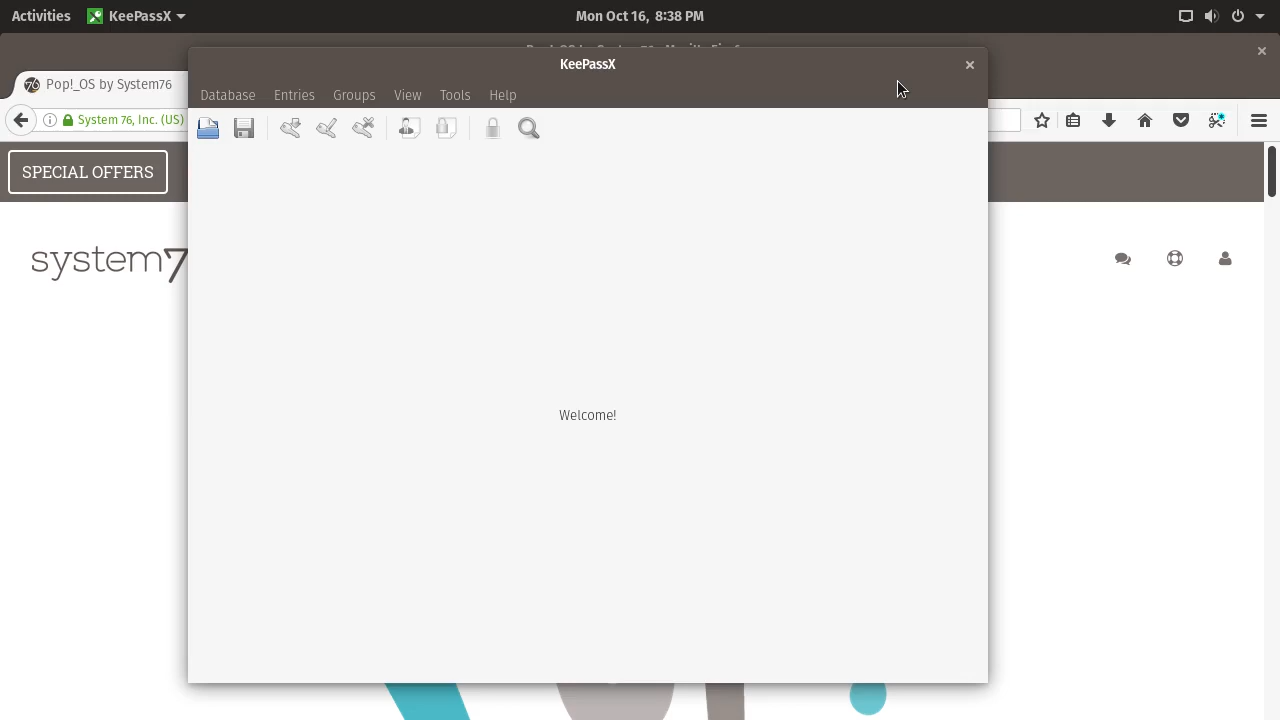 Activities
KeePassX
Mon Oct 16, 8:38 PM
KeePassX
76
Pop!_OS by System76
Database Entries Groups View Tools Help
System 76, Inc. (US)
SPECIAL OFFERS
system7
Welcome!